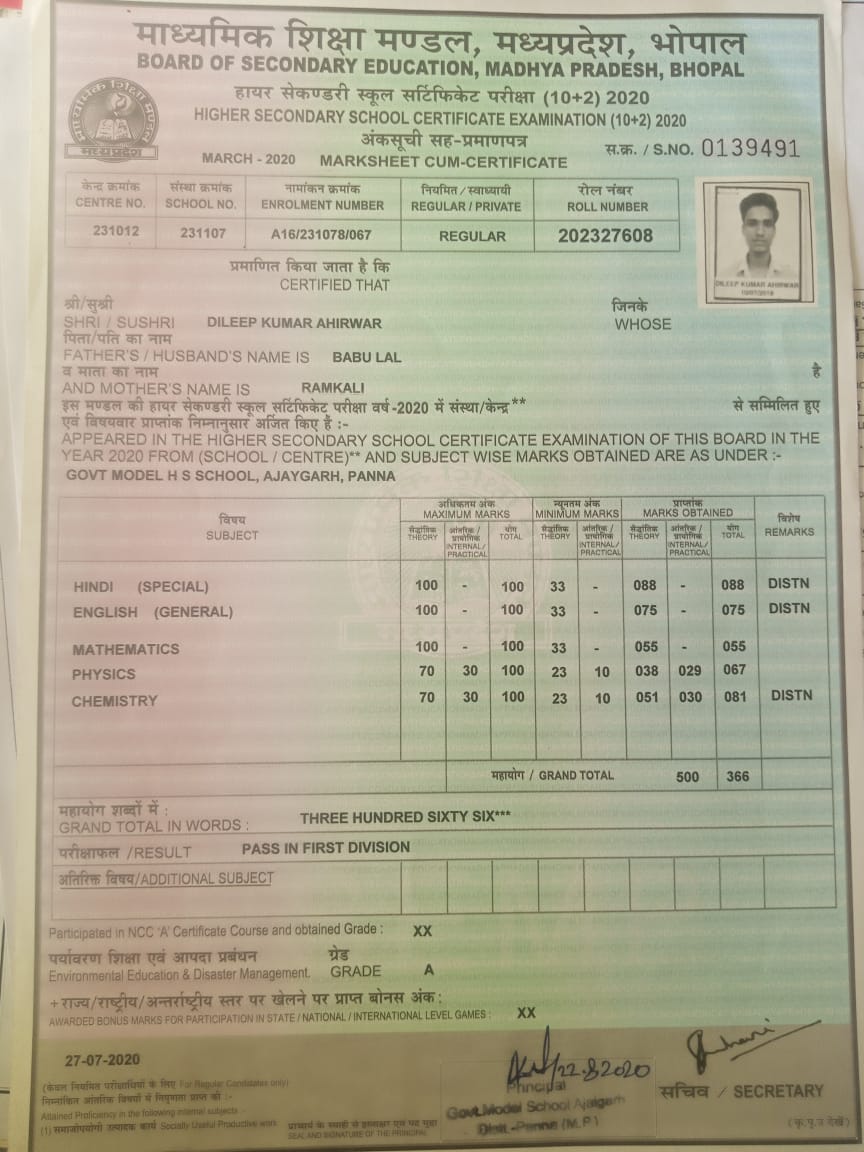 माध्यमिक शिक्षा मण्डल, मध्यप्रदेश, भोपाल
BOARD OF SECONDARY EDUCATION, MADHYA PRADESH, BHOPAL
हायर सेकण्डरी स्कूल सर्टिफिकेट परीक्षा (10+2) 2020
HIGHER SECONDARY SCHOOL CERTIFICATE EXAMINATION (10+2) 2020
अंकसूची सह-प्रमाणपत्र
MARCH - 2020 MARKSHEET CUM-CERTIFICATE
स.क्र. / S.NO. 0139491
माध्यमिक शिक्षा मण्डल
मध्यप्रदेश
केन्द्र क्रमांक संस्था क्रमांक नामांकन क्रमांक नियमित / स्वाध्यायी रोल नंबर
CENTRE NO. SCHOOL NO. ENROLMENT NUMBER REGULAR / PRIVATE ROLL NUMBER
231012 231107 A16/231078/067 REGULAR 202327608
DILEEP KUMAR AHIRWAR
प्रमाणित किया जाता है कि
CERTIFIED THAT
श्री/सुश्री जिनके
SHRI / SUSHRI DILEEP KUMAR AHIRWAR WHOSE
पिता/पति का नाम
FATHER'S / HUSBAND'S NAME IS BABU LAL
व माता का नाम है
AND MOTHER'S NAME IS RAMKALI
इस मण्डल की हायर सेकण्डरी स्कूल सर्टिफिकेट परीक्षा वर्ष-2020 में संस्था/केन्द्र** से सम्मिलित हुए
एवं विषयवार प्राप्तांक निम्नानुसार अर्जित किए हैं :-
APPEARED IN THE HIGHER SECONDARY SCHOOL CERTIFICATE EXAMINATION OF THIS BOARD IN THE
YEAR 2020 FROM (SCHOOL / CENTRE)** AND SUBJECT WISE MARKS OBTAINED ARE AS UNDER :-
GOVT MODEL H S SCHOOL, AJAYGARH, PANNA
विषय अधिकतम अंक न्यूनतम अंक प्राप्तांक विशेष
SUBJECT MAXIMUM MARKS MINIMUM MARKS MARKS OBTAINED REMARKS
सैद्धांतिक आंतरिक / प्रायोगिक योग सैद्धांतिक आंतरिक / प्रायोगिक सैद्धांतिक आंतरिक / प्रायोगिक योग
THEORY INTERNAL/ PRACTICAL TOTAL THEORY INTERNAL/ PRACTICAL THEORY INTERNAL/ PRACTICAL TOTAL
HINDI (SPECIAL) 100 - 100 33 - 088 - 088 DISTN
ENGLISH (GENERAL) 100 - 100 33 - 075 - 075 DISTN
MATHEMATICS 100 - 100 33 - 055 - 055
PHYSICS 70 30 100 23 10 038 029 067
CHEMISTRY 70 30 100 23 10 051 030 081 DISTN
महायोग / GRAND TOTAL 500 366
महायोग शब्दों में :
GRAND TOTAL IN WORDS : THREE HUNDRED SIXTY SIX***
परीक्षाफल /RESULT PASS IN FIRST DIVISION
अतिरिक्त विषय/ADDITIONAL SUBJECT
Participated in NCC 'A' Certificate Course and obtained Grade : XX
पर्यावरण शिक्षा एवं आपदा प्रबंधन ग्रेड
Environmental Education & Disaster Management. GRADE A
+ राज्य/राष्ट्रीय/अन्तर्राष्ट्रीय स्तर पर खेलने पर प्राप्त बोनस अंक :
AWARDED BONUS MARKS FOR PARTICIPATION IN STATE / NATIONAL / INTERNATIONAL LEVEL GAMES : XX
27-07-2020
22.8.2020
Principal
Govt. Model School Ajaigarh
Distt.-Panna (M.P.)
सचिव / SECRETARY
(केवल नियमित परीक्षार्थियों के लिए For Regular Candidates only)
निम्नांकित आंतरिक विषयों में निपुणता प्राप्त की :-
Attained Proficiency in the following internal subjects :-
(1) समाजोपयोगी उत्पादक कार्य Socially Useful Productive work
प्राचार्य के स्याही से हस्ताक्षर एवं पद मुद्रा
SEAL AND SIGNATURE OF THE PRINCIPAL
(कृ.पृ.उ देखें)